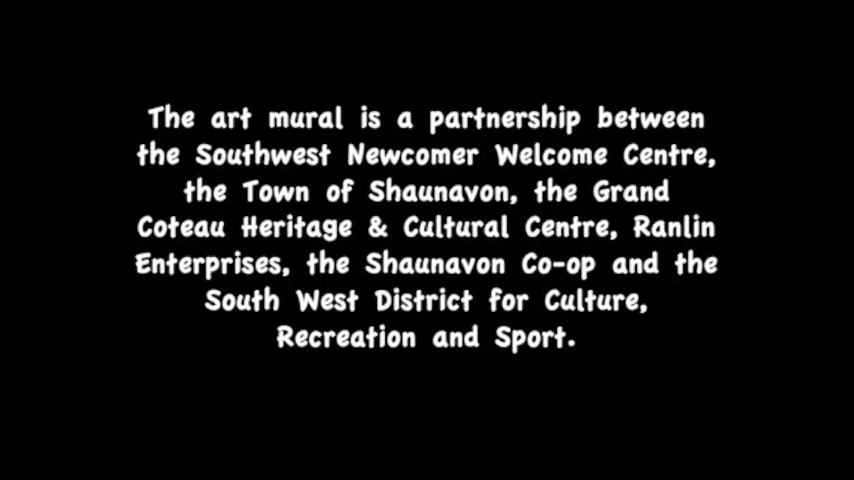 The art mural is a partnership between
the Southwest Newcomer Welcome Centre,
the Town of Shaunavon, the Grand
Coteau Heritage & Cultural Centre, Ranlin
Enterprises, the Shaunavon Co-op and the
South West District for Culture,
Recreation and Sport.